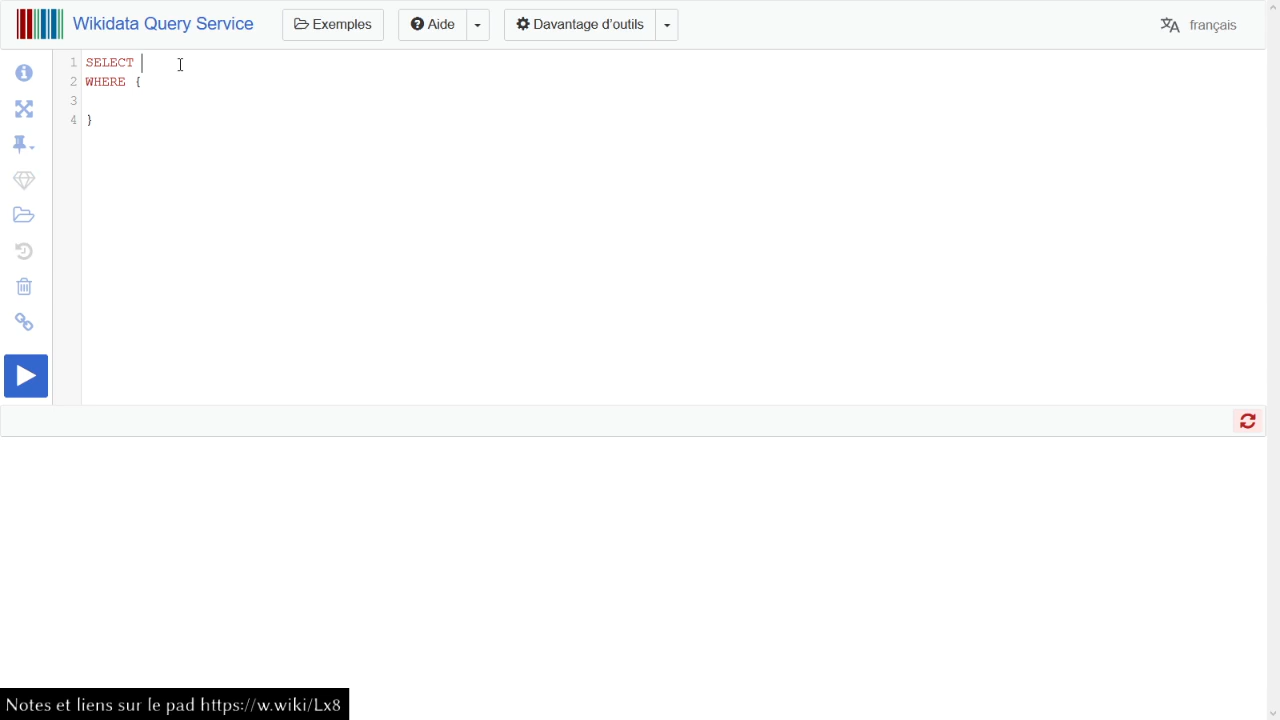 Wikidata Query Service Exemples Aide Davantage d'outils français
1 SELECT
2 WHERE {
3
4 }
Notes et liens sur le pad https://w.wiki/Lx8